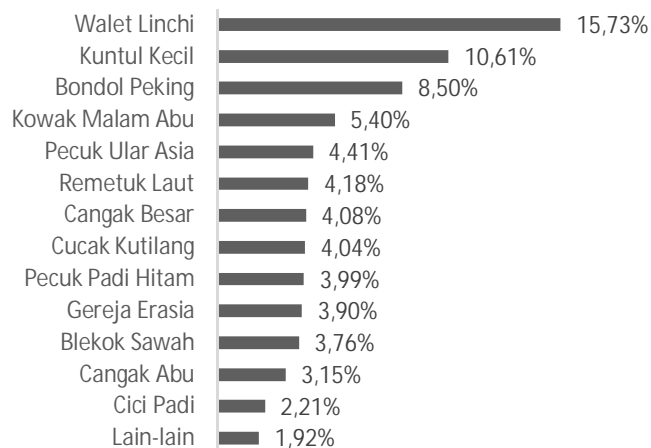 Walet Linchi 15,73%
Kuntul Kecil 10,61%
Bondol Peking 8,50%
Kowak Malam Abu 5,40%
Pecuk Ular Asia 4,41%
Remetuk Laut 4,18%
Cangak Besar 4,08%
Cucak Kutilang 4,04%
Pecuk Padi Hitam 3,99%
Gereja Erasia 3,90%
Blekok Sawah 3,76%
Cangak Abu 3,15%
Cici Padi 2,21%
Lain-lain 1,92%